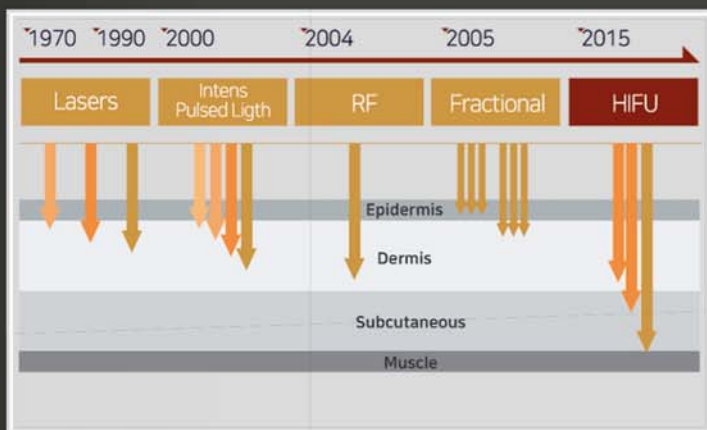 1970 1990 2000 2004 2005 2015
Lasers
Intens
Pulsed Ligth
RF
Fractional
HIFU
Epidermis
Dermis
Subcutaneous
Muscle